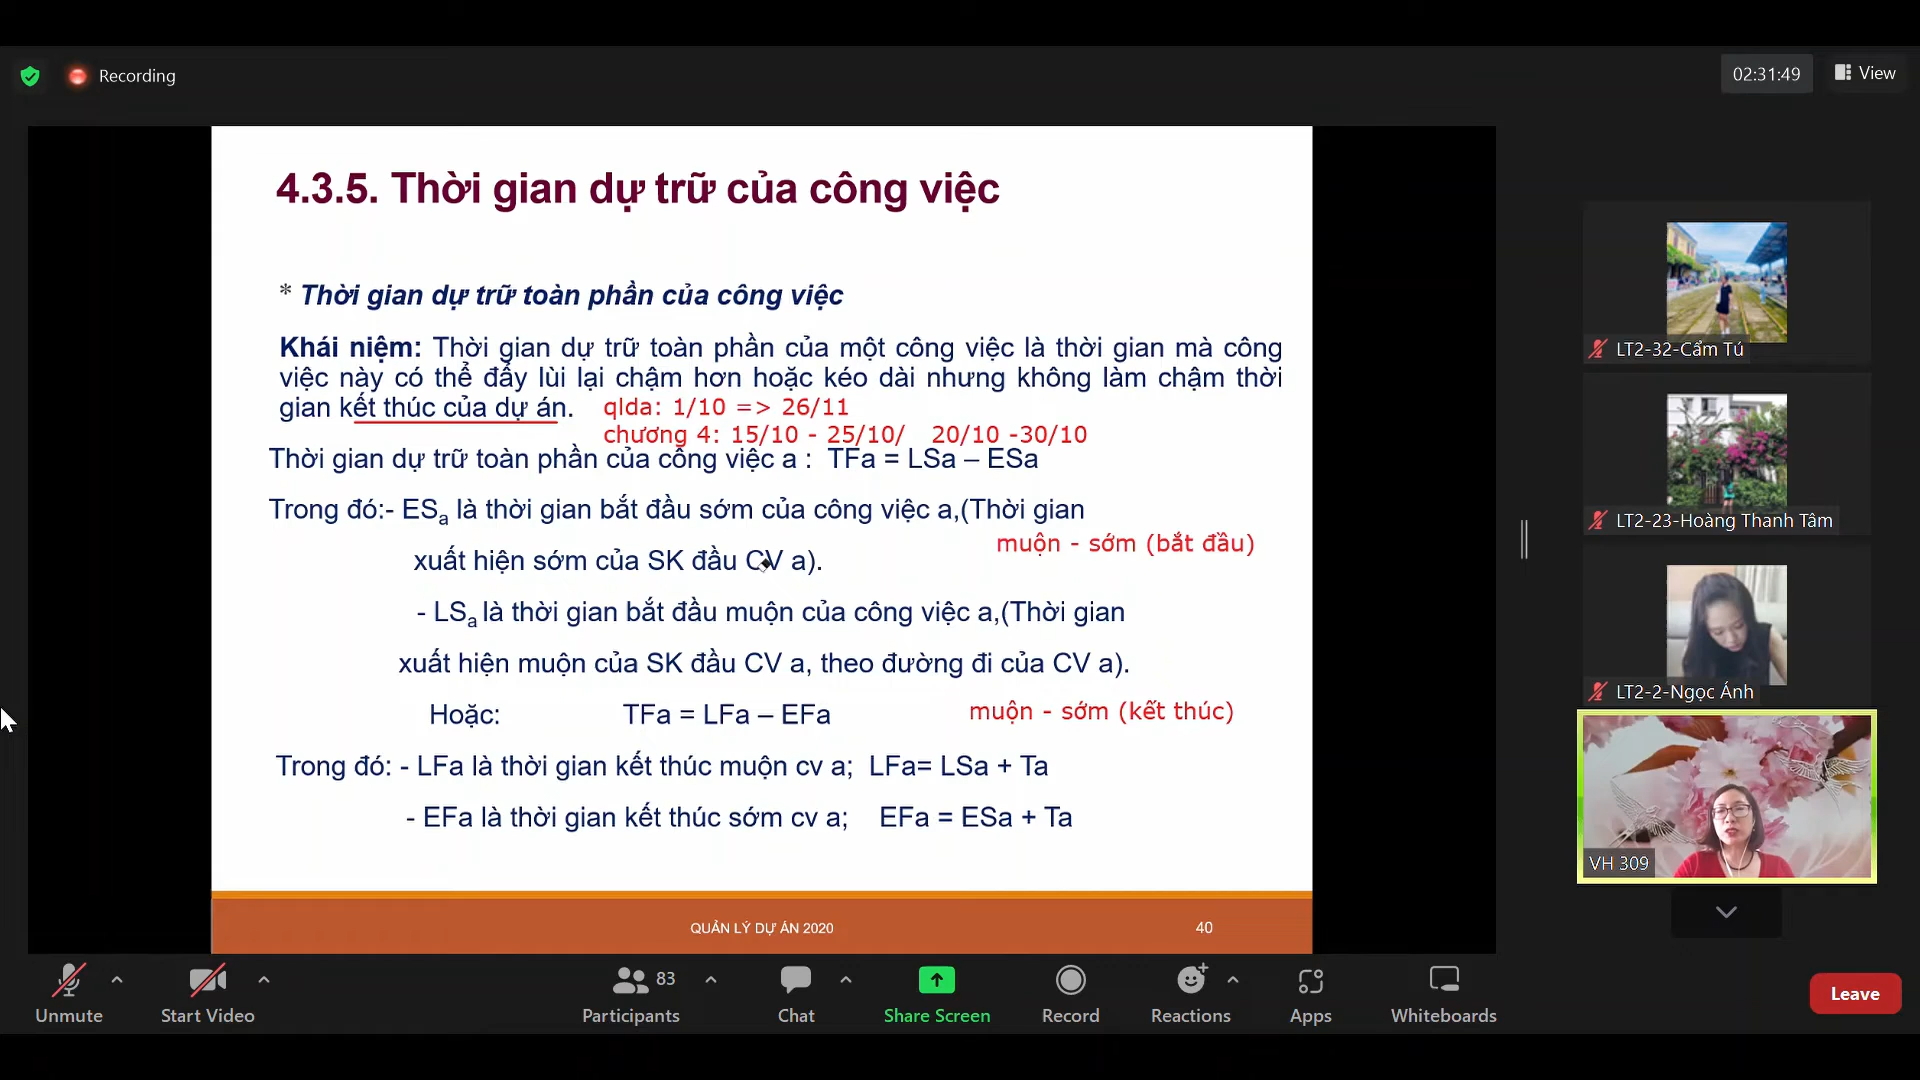 Recording
02:31:49
View
4.3.5. Thời gian dự trữ của công việc
* Thời gian dự trữ toàn phần của công việc
Khái niệm: Thời gian dự trữ toàn phần của một công việc là thời gian mà công
việc này có thể đẩy lùi lại chậm hơn hoặc kéo dài nhưng không làm chậm thời
gian kết thúc của dự án. qlda: 1/10 => 26/11
chương 4: 15/10 - 25/10/ 20/10 -30/10
Thời gian dự trữ toàn phần của công việc a : TFa = LSa – ESa
Trong đó:- ESa là thời gian bắt đầu sớm của công việc a,(Thời gian
muộn - sớm (bắt đầu)
xuất hiện sớm của SK đầu CV a).
- LSa là thời gian bắt đầu muộn của công việc a,(Thời gian
xuất hiện muộn của SK đầu CV a, theo đường đi của CV a).
Hoặc: TFa = LFa – EFa muộn - sớm (kết thúc)
Trong đó: - LFa là thời gian kết thúc muộn cv a; LFa= LSa + Ta
- EFa là thời gian kết thúc sớm cv a; EFa = ESa + Ta
QUẢN LÝ DỰ ÁN 2020 40
LT2-32-Cẩm Tú
LT2-23-Hoàng Thanh Tâm
LT2-2-Ngọc Ánh
VH 309
Unmute
Start Video
83
Participants
Chat
Share Screen
Record
Reactions
Apps
Whiteboards
Leave